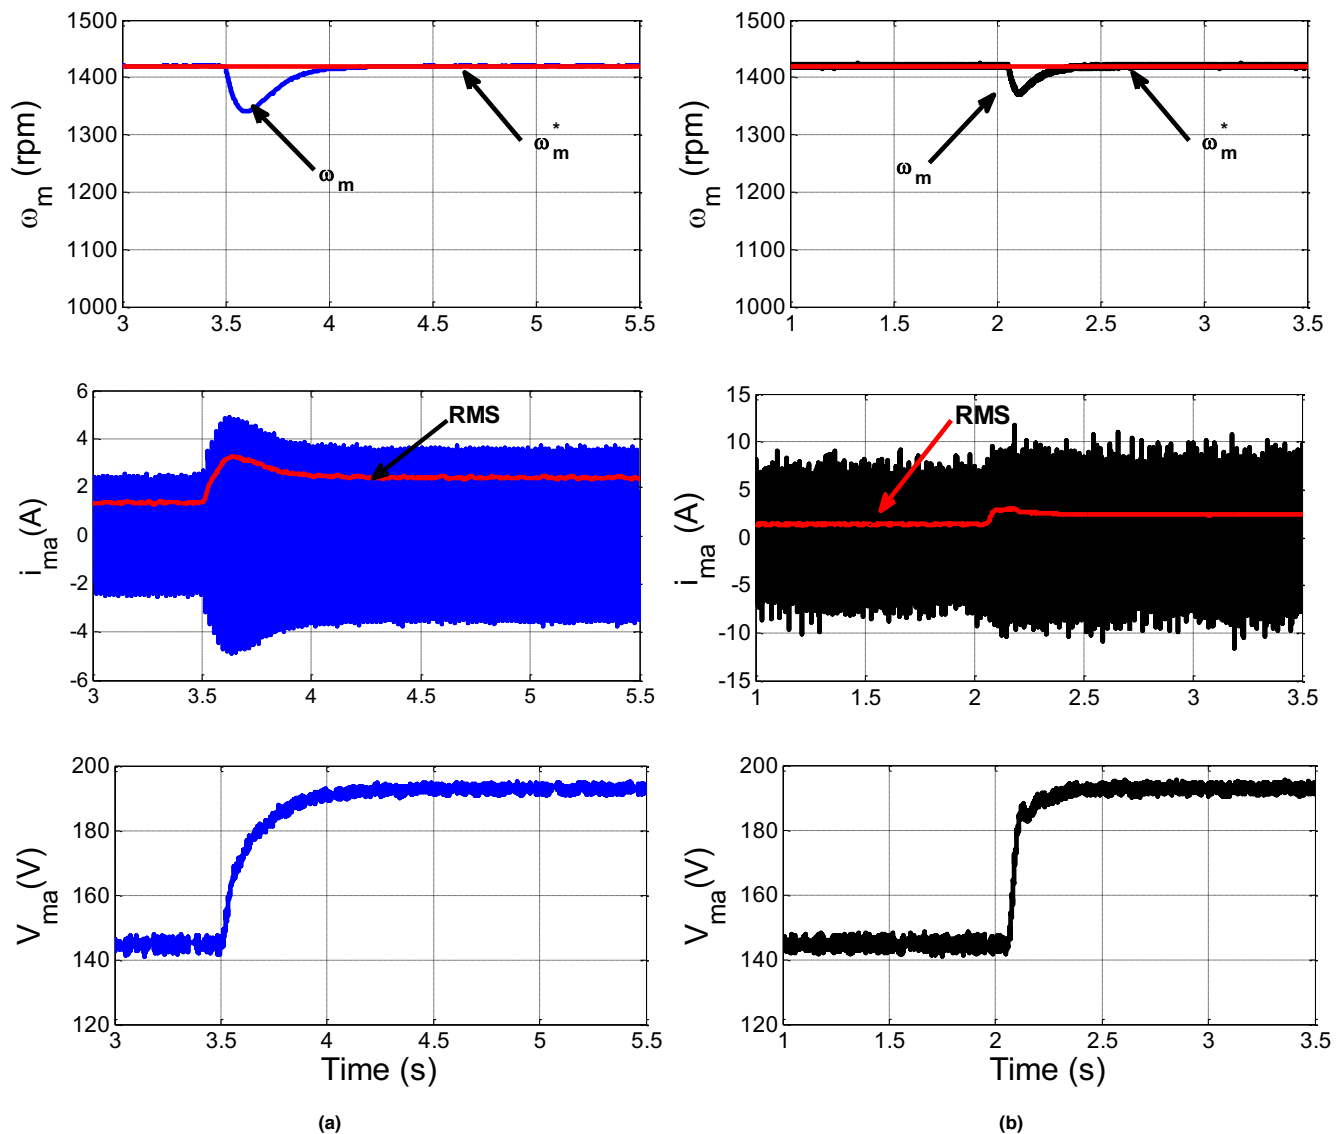 1500
1400
1300
1200
1100
1000
3 3.5 4 4.5 5 5.5
ω_m (rpm)
ω_m
ω_m^*
1500
1400
1300
1200
1100
1000
1 1.5 2 2.5 3 3.5
ω_m (rpm)
ω_m
ω_m^*
6
4
2
0
-2
-4
-6
3 3.5 4 4.5 5 5.5
i_ma (A)
RMS
15
10
5
0
-5
-10
-15
1 1.5 2 2.5 3 3.5
i_ma (A)
RMS
200
180
160
140
120
3 3.5 4 4.5 5 5.5
V_ma (V)
Time (s)
(a)
200
180
160
140
120
1 1.5 2 2.5 3 3.5
V_ma (V)
Time (s)
(b)